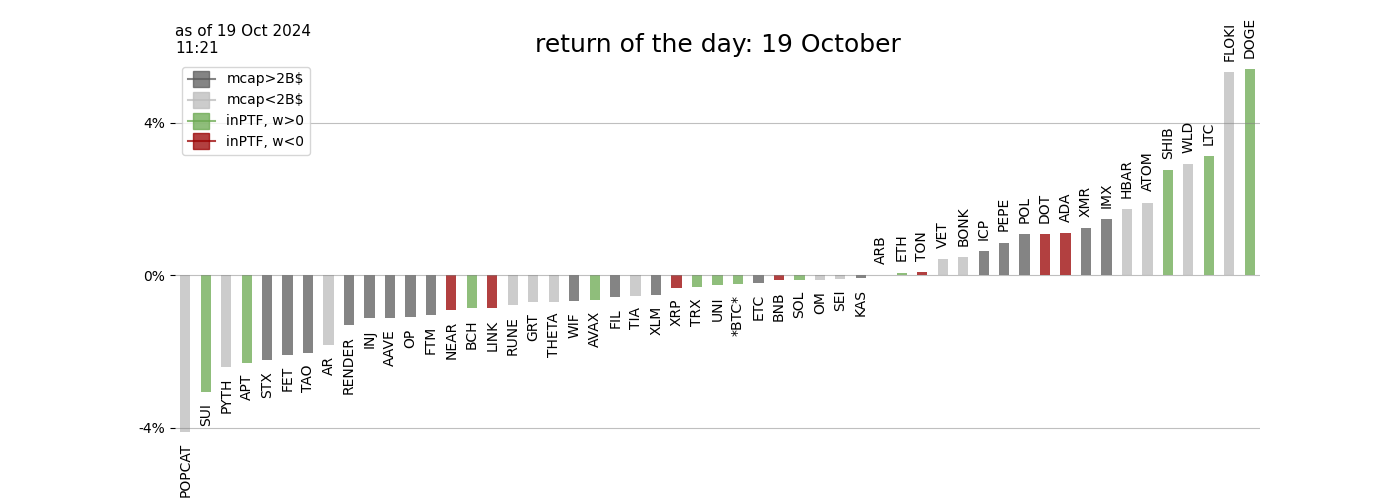 as of 19 Oct 2024
11:21
return of the day: 19 October
mcap>2B$
mcap<2B$
inPTF, w>0
inPTF, w<0
4%
0%
-4%
POPCAT
SUI
PYTH
APT
STX
FET
TAO
AR
RENDER
INJ
AAVE
OP
FTM
NEAR
BCH
LINK
RUNE
GRT
THETA
WIF
AVAX
FIL
TIA
XLM
XRP
TRX
UNI
*BTC*
ETC
BNB
SOL
OM
SEI
KAS
ARB
ETH
TON
VET
BONK
ICP
PEPE
POL
DOT
ADA
XMR
IMX
HBAR
ATOM
SHIB
WLD
LTC
FLOKI
DOGE